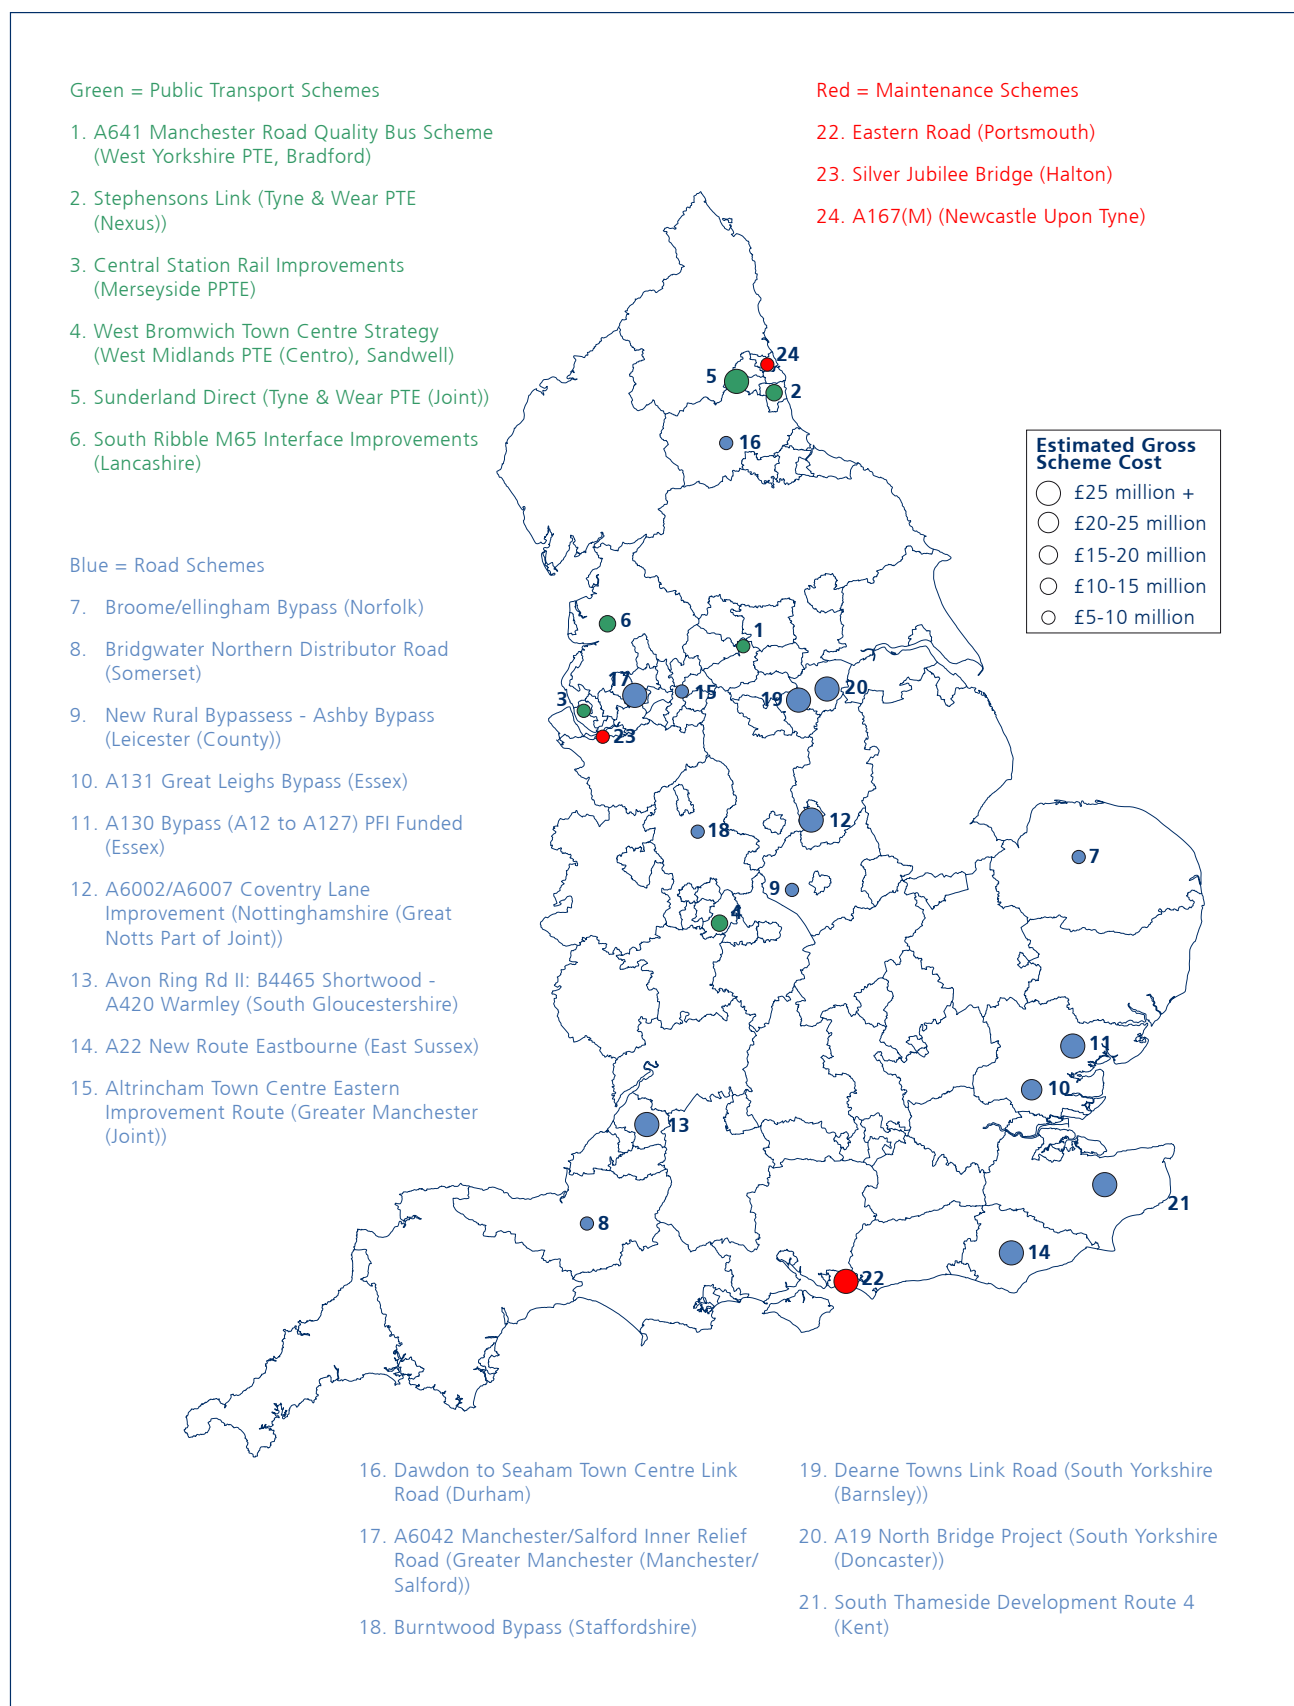 Green = Public Transport Schemes
1. A641 Manchester Road Quality Bus Scheme
(West Yorkshire PTE, Bradford)
2. Stephensons Link (Tyne & Wear PTE
(Nexus))
3. Central Station Rail Improvements
(Merseyside PPTE)
4. West Bromwich Town Centre Strategy
(West Midlands PTE (Centro), Sandwell)
5. Sunderland Direct (Tyne & Wear PTE (Joint))
6. South Ribble M65 Interface Improvements
(Lancashire)
Red = Maintenance Schemes
22. Eastern Road (Portsmouth)
23. Silver Jubilee Bridge (Halton)
24. A167(M) (Newcastle Upon Tyne)
Blue = Road Schemes
7. Broome/ellingham Bypass (Norfolk)
8. Bridgwater Northern Distributor Road
(Somerset)
9. New Rural Bypassess - Ashby Bypass
(Leicester (County))
10. A131 Great Leighs Bypass (Essex)
11. A130 Bypass (A12 to A127) PFI Funded
(Essex)
12. A6002/A6007 Coventry Lane
Improvement (Nottinghamshire (Great
Notts Part of Joint))
13. Avon Ring Rd II: B4465 Shortwood -
A420 Warmley (South Gloucestershire)
14. A22 New Route Eastbourne (East Sussex)
15. Altrincham Town Centre Eastern
Improvement Route (Greater Manchester
(Joint))
Estimated Gross
Scheme Cost
£25 million +
£20-25 million
£15-20 million
£10-15 million
£5-10 million
24
5
2
16
6
1
17
15
19
20
3
23
12
18
7
9
4
11
10
13
21
8
14
22
16. Dawdon to Seaham Town Centre Link
Road (Durham)
17. A6042 Manchester/Salford Inner Relief
Road (Greater Manchester (Manchester/
Salford))
18. Burntwood Bypass (Staffordshire)
19. Dearne Towns Link Road (South Yorkshire
(Barnsley))
20. A19 North Bridge Project (South Yorkshire
(Doncaster))
21. South Thameside Development Route 4
(Kent)